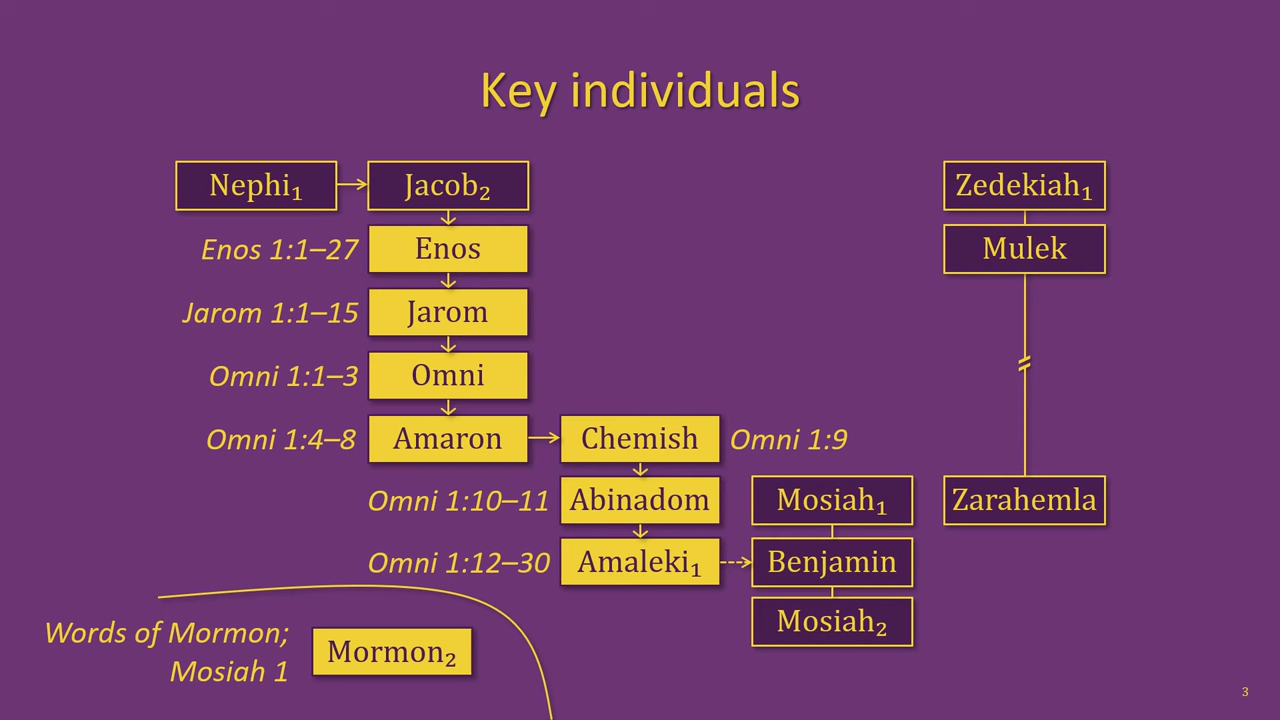 Key individuals
Nephi₁ Jacob₂ Zedekiah₁
Enos 1:1–27 Enos Mulek
Jarom 1:1–15 Jarom
Omni 1:1–3 Omni
Omni 1:4–8 Amaron Chemish Omni 1:9
Omni 1:10–11 Abinadom Mosiah₁ Zarahemla
Omni 1:12–30 Amaleki₁ Benjamin
Mosiah₂
Words of Mormon;
Mosiah 1
Mormon₂
3